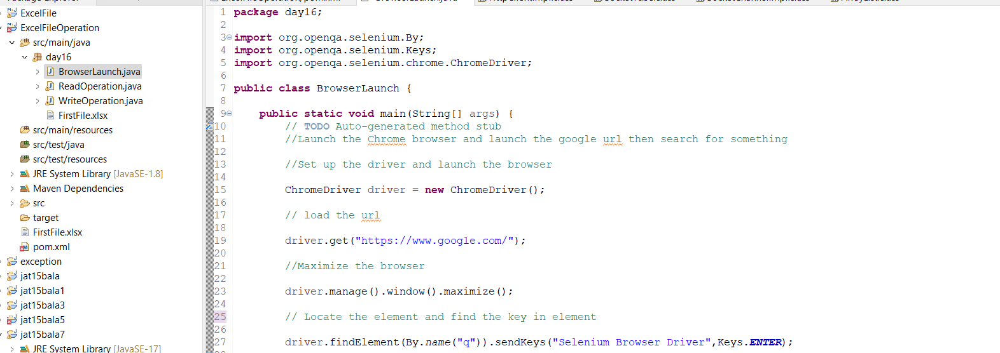 ExcelFile
ExcelFileOperation
src/main/java
day16
BrowserLaunch.java
ReadOperation.java
WriteOperation.java
FirstFile.xlsx
src/main/resources
src/test/java
src/test/resources
JRE System Library [JavaSE-1.8]
Maven Dependencies
src
target
FirstFile.xlsx
pom.xml
exception
jat15bala
jat15bala1
jat15bala3
jat15bala5
jat15bala7
JRE System Library [JavaSE-17]
1 package day16;
2
3 import org.openqa.selenium.By;
4 import org.openqa.selenium.Keys;
5 import org.openqa.selenium.chrome.ChromeDriver;
6
7 public class BrowserLaunch {
8
9 public static void main(String[] args) {
10 // TODO Auto-generated method stub
11 //Launch the Chrome browser and launch the google url then search for something
12
13 //Set up the driver and launch the browser
14
15 ChromeDriver driver = new ChromeDriver();
16
17 // load the url
18
19 driver.get("https://www.google.com/");
20
21 //Maximize the browser
22
23 driver.manage().window().maximize();
24
25 // Locate the element and find the key in element
26
27 driver.findElement(By.name("q")).sendKeys("Selenium Browser Driver",Keys.ENTER);